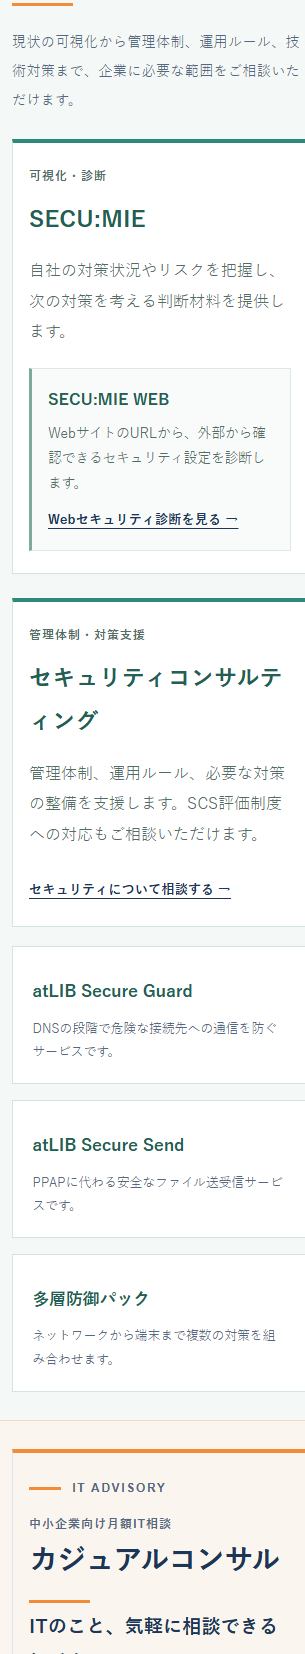 現状の可視化から管理体制、運用ルール、技
術対策まで、企業に必要な範囲をご相談いた
だけます。
可視化・診断
SECU:MIE
自社の対策状況やリスクを把握し、
次の対策を考える判断材料を提供し
ます。
SECU:MIE WEB
WebサイトのURLから、外部から確
認できるセキュリティ設定を診断し
ます。
Webセキュリティ診断を見る →
管理体制・対策支援
セキュリティコンサルテ
ィング
管理体制、運用ルール、必要な対策
の整備を支援します。SCS評価制度
への対応もご相談いただけます。
セキュリティについて相談する →
atLIB Secure Guard
DNSの段階で危険な接続先への通信を防ぐ
サービスです。
atLIB Secure Send
PPAPに代わる安全なファイル送受信サービ
スです。
多層防御パック
ネットワークから端末まで複数の対策を組
み合わせます。
IT ADVISORY
中小企業向け月額IT相談
カジュアルコンサル
ITのこと、気軽に相談できる